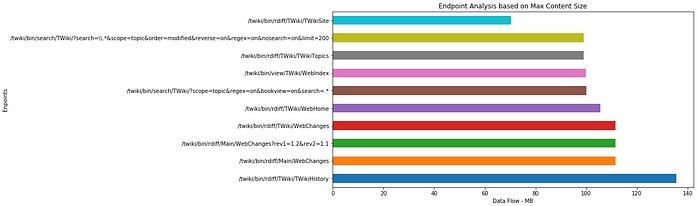 Endpoint Analysis based on Max Content Size
/twiki/bin/rdiff/TWiki/TWikiSite
/twiki/bin/search/TWiki/?search=\\.*&scope=topic&order=modified&reverse=on&regex=on&nosearch=on&limit=200
/twiki/bin/rdiff/TWiki/TWikiTopics
/twiki/bin/view/TWiki/WebIndex
/twiki/bin/search/TWiki/?scope=topic&regex=on&bookview=on&search=.*
/twiki/bin/rdiff/TWiki/WebHome
/twiki/bin/rdiff/TWiki/WebChanges
/twiki/bin/rdiff/Main/WebChanges?rev1=1.2&rev2=1.1
/twiki/bin/rdiff/Main/WebChanges
/twiki/bin/rdiff/TWiki/TWikiHistory
Enpoints
0 20 40 60 80 100 120 140
Data Flow - MB